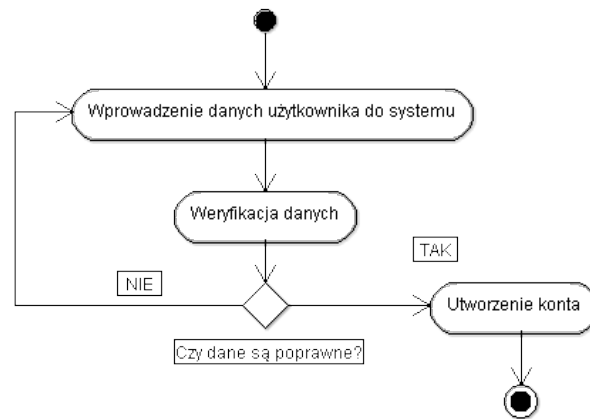 Wprowadzenie danych użytkownika do systemu
Weryfikacja danych
TAK
NIE
Utworzenie konta
Czy dane są poprawne?